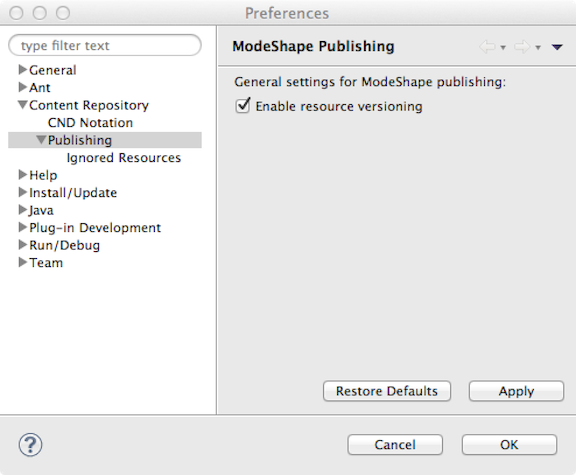 Preferences
type filter text
General
Ant
Content Repository
CND Notation
Publishing
Ignored Resources
Help
Install/Update
Java
Plug-in Development
Run/Debug
Team
ModeShape Publishing
General settings for ModeShape publishing:
Enable resource versioning
Restore Defaults
Apply
?
Cancel
OK